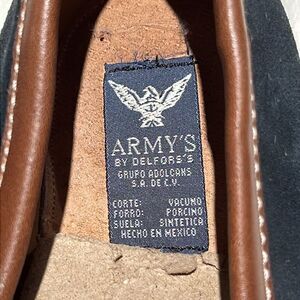 ARMY'S
BY DELFORS'S
GRUPO ADOLCANS
S.A. DE C.V.
CORTE: VACUNO
FORRO: PORCINO
SUELA: SINTETICA
HECHO EN MEXICO